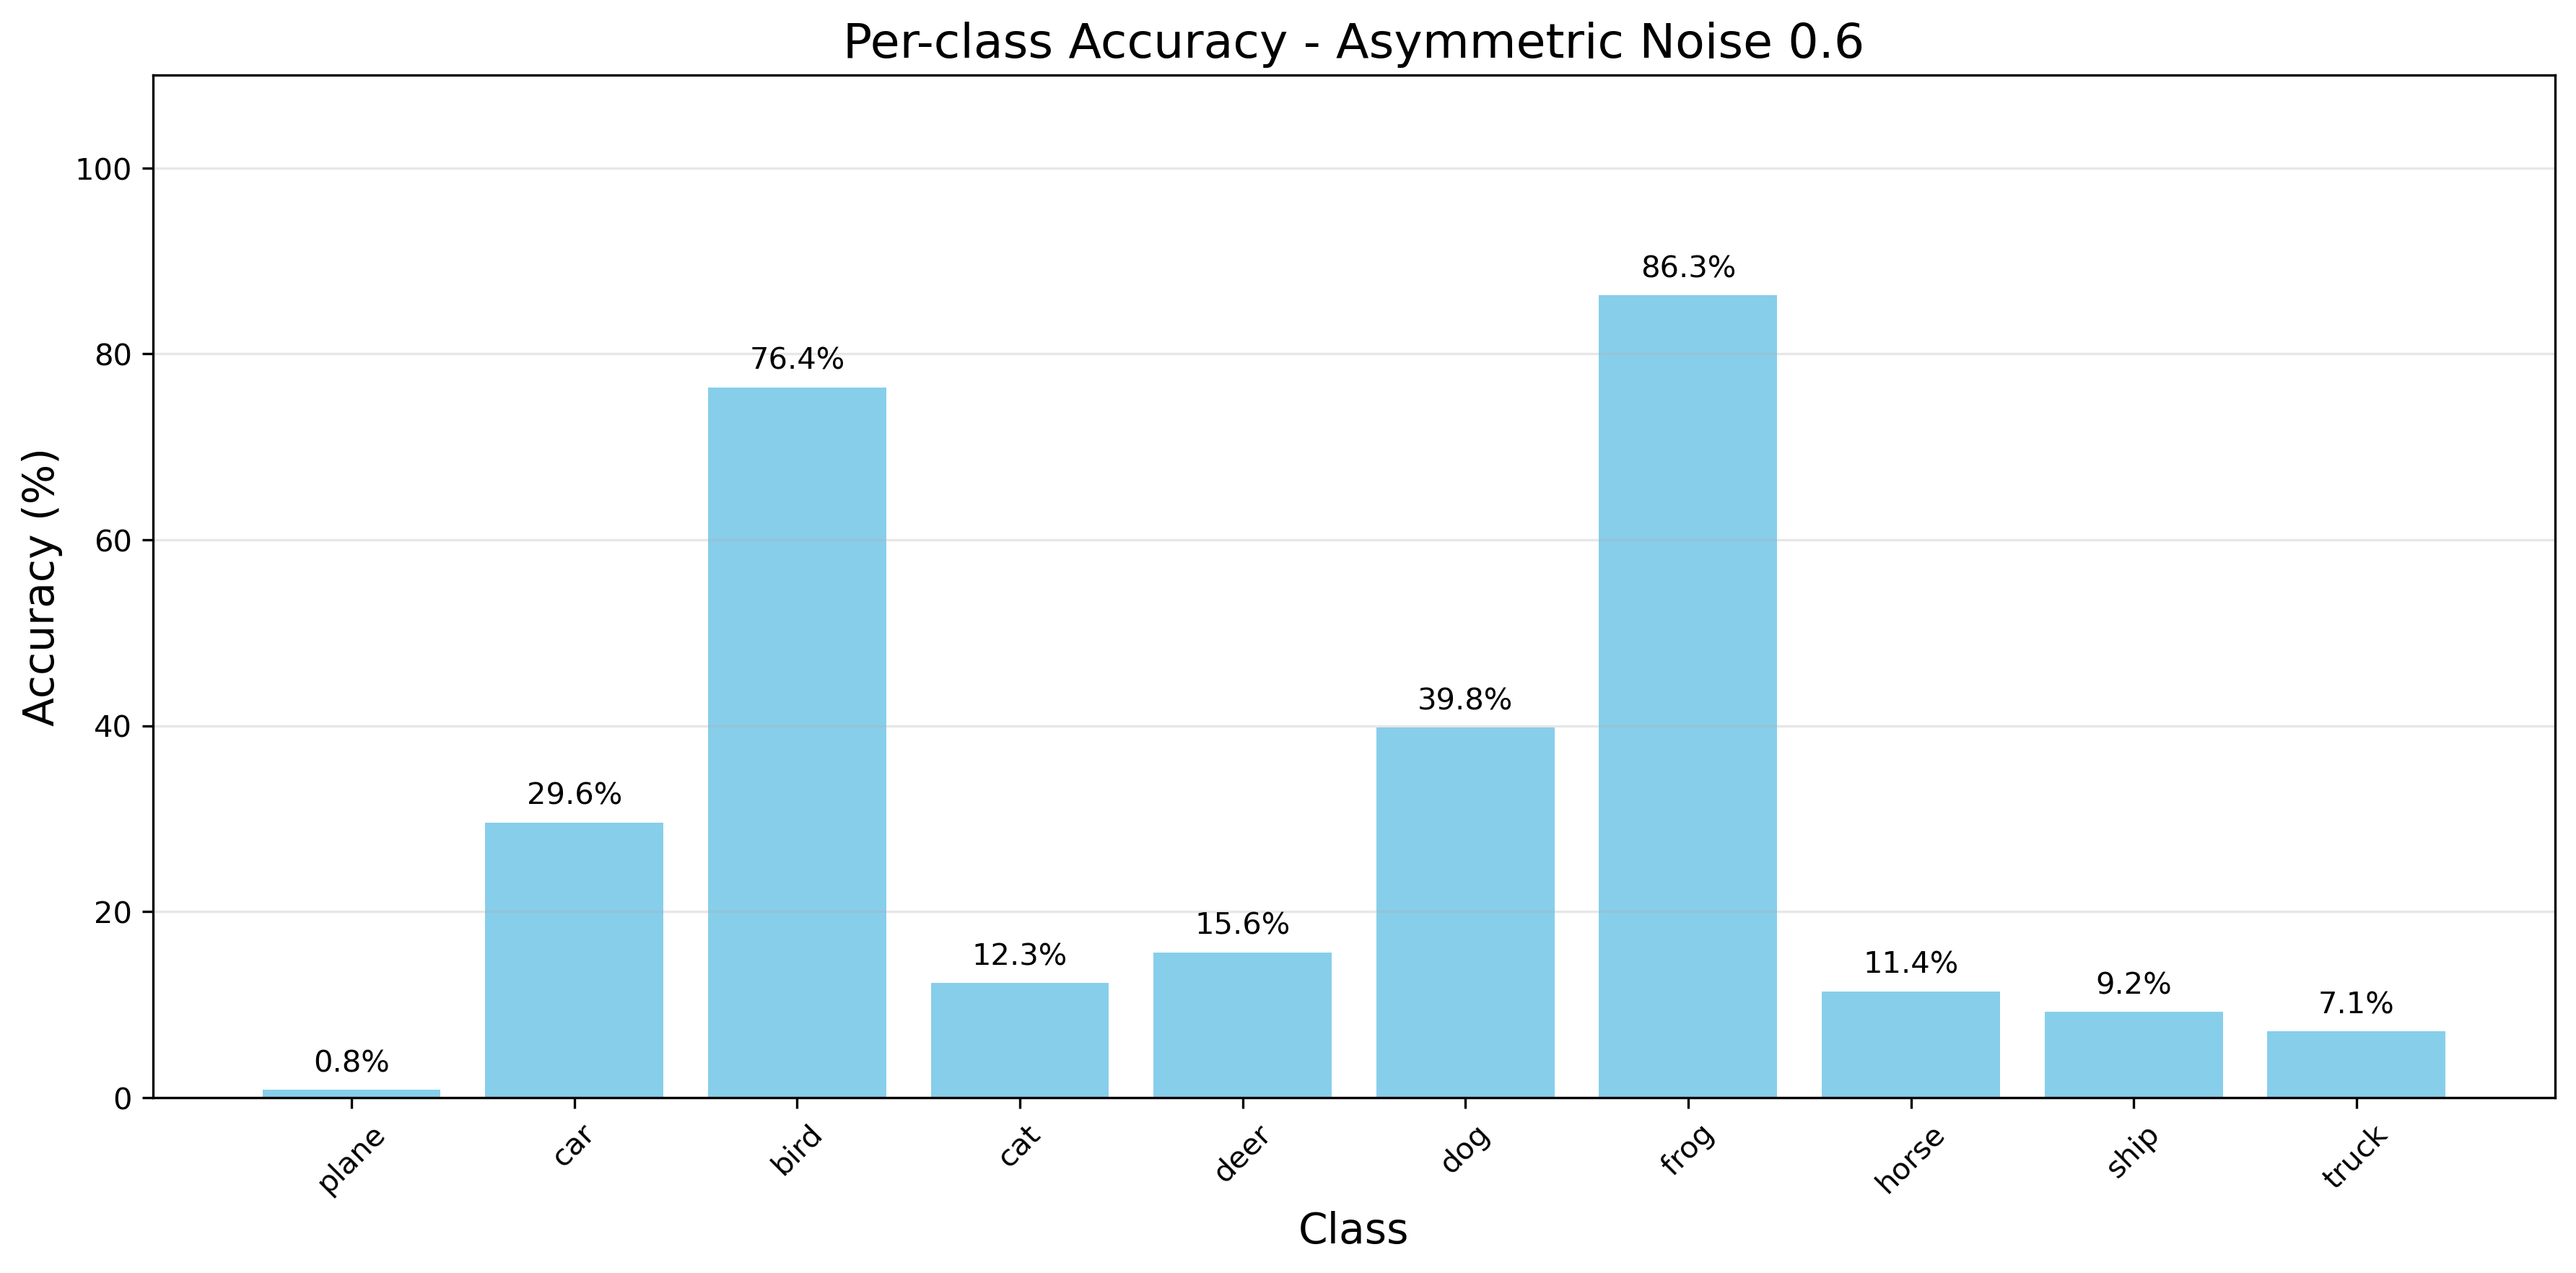 Per-class Accuracy - Asymmetric Noise 0.6
Accuracy (%)
100
80
60
40
20
0
0.8%
29.6%
76.4%
12.3%
15.6%
39.8%
86.3%
11.4%
9.2%
7.1%
plane
car
bird
cat
deer
dog
frog
horse
ship
truck
Class